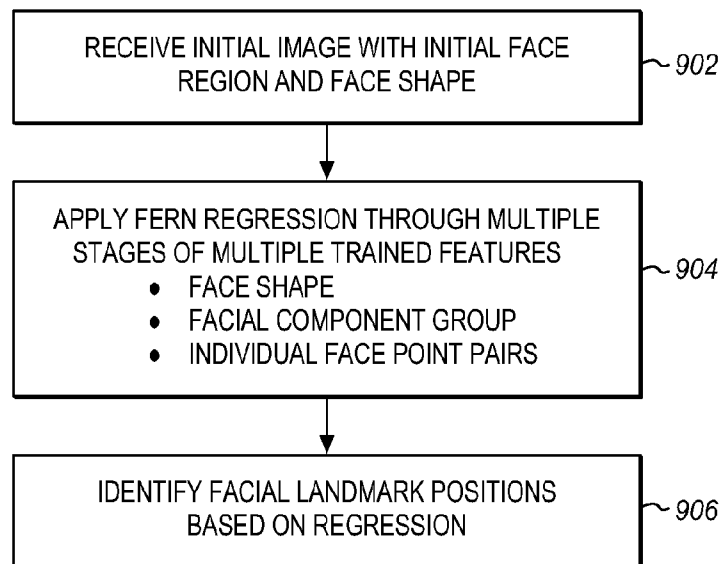 RECEIVE INITIAL IMAGE WITH INITIAL FACE
REGION AND FACE SHAPE
902
APPLY FERN REGRESSION THROUGH MULTIPLE
STAGES OF MULTIPLE TRAINED FEATURES
• FACE SHAPE
• FACIAL COMPONENT GROUP
• INDIVIDUAL FACE POINT PAIRS
904
IDENTIFY FACIAL LANDMARK POSITIONS
BASED ON REGRESSION
906